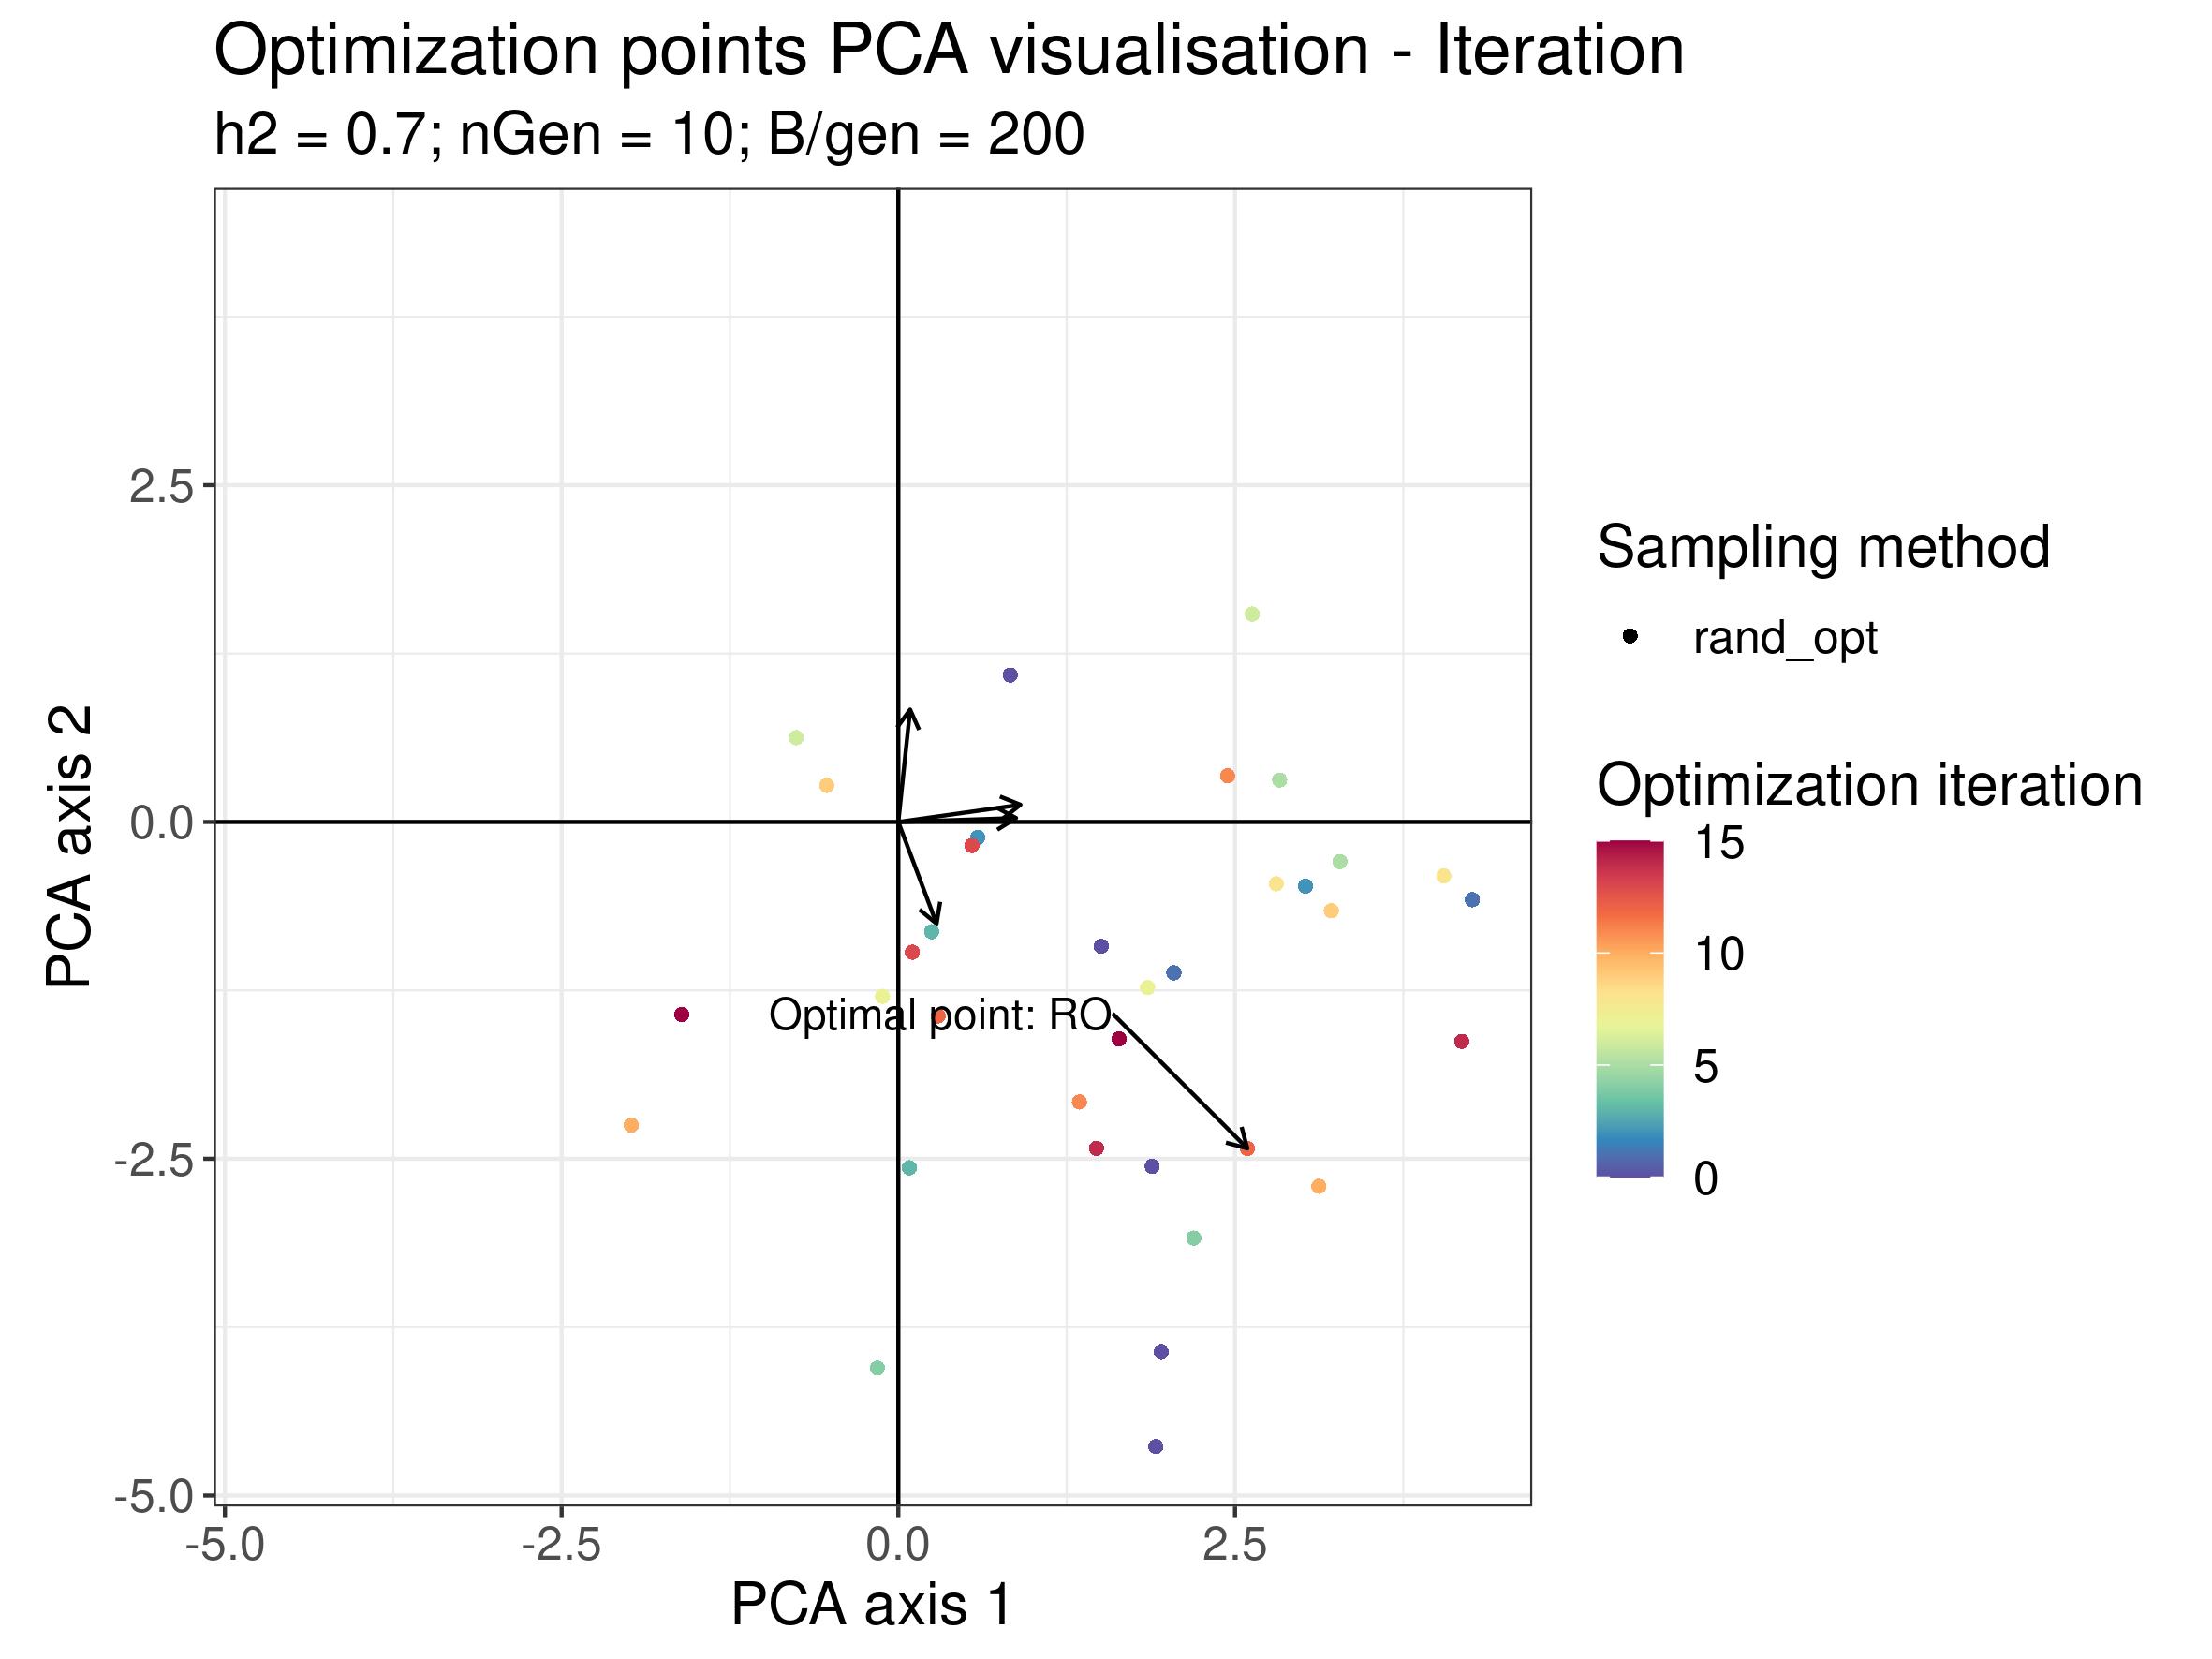 Optimization points PCA visualisation - Iteration
h2 = 0.7; nGen = 10; B/gen = 200
PCA axis 2
2.5
0.0
-2.5
-5.0
Optimal point: RO
-5.0
-2.5
0.0
2.5
PCA axis 1
Sampling method
rand_opt
Optimization iteration
15
10
5
0